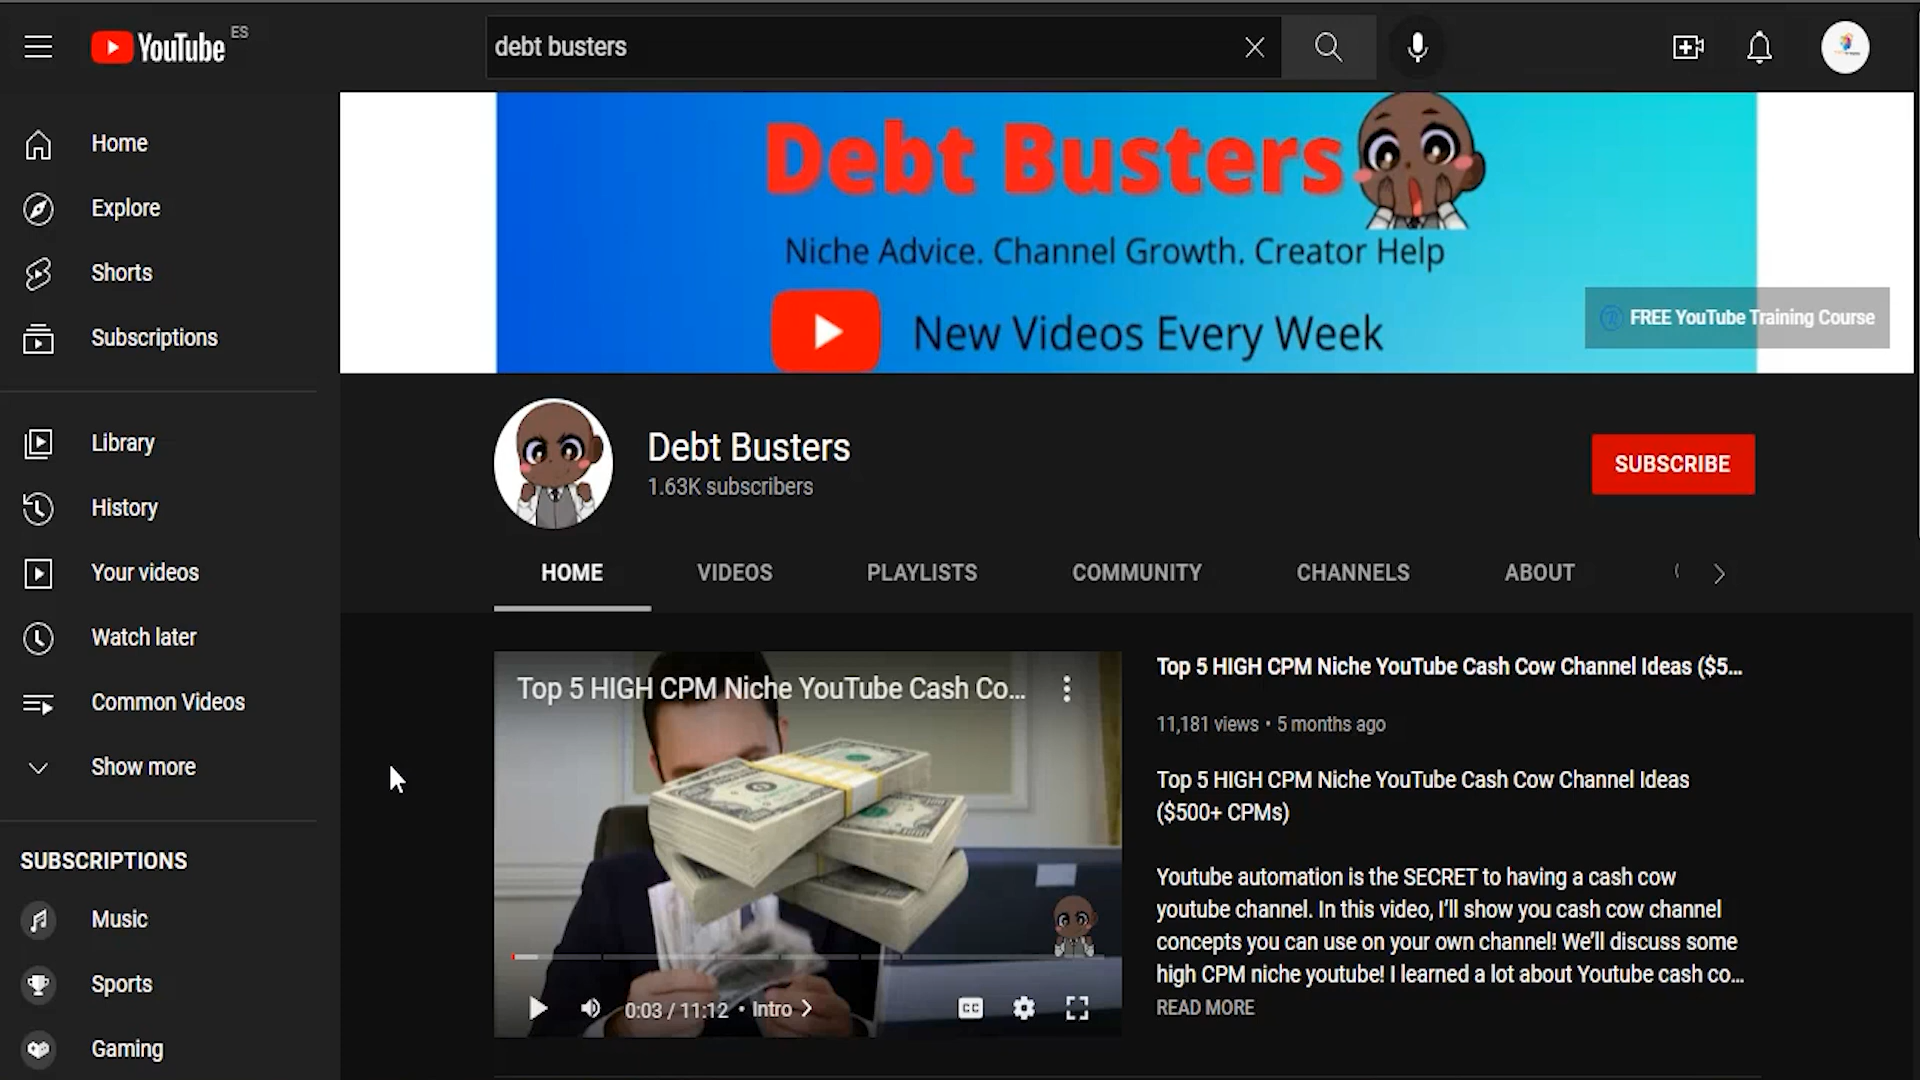 YouTube ES
debt busters
Home
Explore
Shorts
Subscriptions
Library
History
Your videos
Watch later
Common Videos
Show more
SUBSCRIPTIONS
Music
Sports
Gaming
Debt Busters
Niche Advice. Channel Growth. Creator Help
New Videos Every Week
FREE YouTube Training Course
Debt Busters
1.63K subscribers
SUBSCRIBE
HOME VIDEOS PLAYLISTS COMMUNITY CHANNELS ABOUT
Top 5 HIGH CPM Niche YouTube Cash Co...
0:03 / 11:12 • Intro
CC
Top 5 HIGH CPM Niche YouTube Cash Cow Channel Ideas ($5...
11,181 views • 5 months ago
Top 5 HIGH CPM Niche YouTube Cash Cow Channel Ideas
($500+ CPMs)
Youtube automation is the SECRET to having a cash cow
youtube channel. In this video, I’ll show you cash cow channel
concepts you can use on your own channel! We’ll discuss some
high CPM niche youtube! I learned a lot about Youtube cash co...
READ MORE